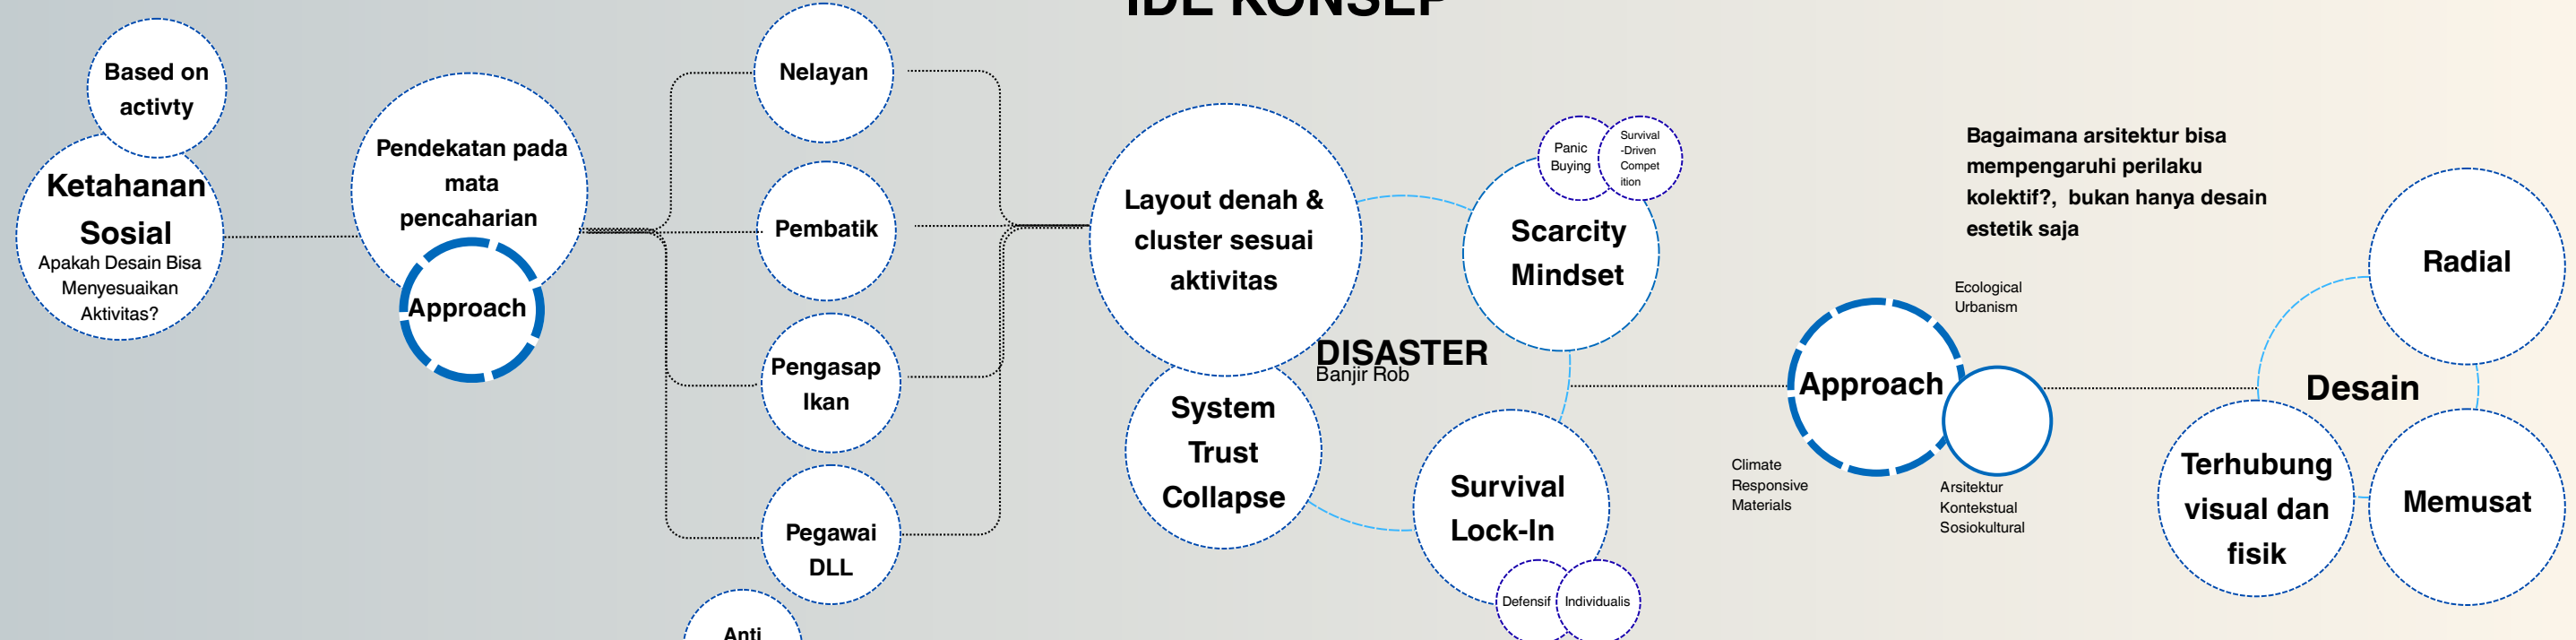 IDE KONSEP
Based on
activty
Ketahanan
Sosial
Apakah Desain Bisa
Menyesuaikan
Aktivitas?
Pendekatan pada
mata
pencaharian
Approach
Nelayan
Pembatik
Pengasap
Ikan
Pegawai
DLL
Anti
Layout denah &
cluster sesuai
aktivitas
System
Trust
Collapse
DISASTER
Banjir Rob
Panic
Buying
Survival
-Driven
Compet
ition
Scarcity
Mindset
Survival
Lock-In
Defensif
Individualis
Approach
Climate
Responsive
Materials
Ecological
Urbanism
Arsitektur
Kontekstual
Sosiokultural
Bagaimana arsitektur bisa
mempengaruhi perilaku
kolektif?, bukan hanya desain
estetik saja
Desain
Radial
Terhubung
visual dan
fisik
Memusat